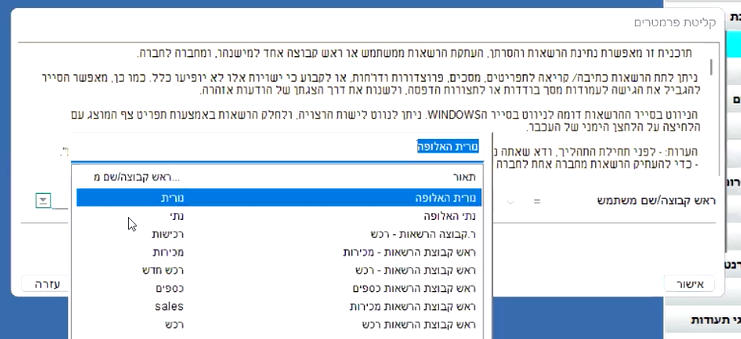 קליטת פרמטרים
תוכנית זו מאפשרת נתינת הרשאות והסרתן, העתקת הרשאות ממשתמש או ראש קבוצה אחד למישנהו, ומחברה לחברה.
ניתן לתת הרשאות כתיבה/ קריאה לתפריטים, מסכים, פרוצדורות ודו'חות, או לקבוע כי ישויות אלו לא יופיעו כלל. כמו כן, מאפשר הסייר
להגביל את הגישה לעמודות מסך בודדות או לתצורות הדפסה, ולשנות את דרך הצגתן של הודעות אזהרה.
הניווט בסייר ההרשאות דומה לניווט בסייר הWINDOWS. ניתן לנווט לישות הרצויה, ולחלק הרשאות באמצעות תפריט צף המוצג עם
הלחיצה על הלחצן הימני של העכבר.
הערות: - לפני תחילת התהליך, ודא שאתה
- כדי להעתיק הרשאות מחברה אחת לחברה
נורית האלופה
תאור ראש קבוצה/שם מ...
נורית האלופה נורית
נתי האלופה נתי
ר.קבוצה הרשאות - רכש רכישות
ראש קבוצת הרשאות - מכירות מכירות
ראש קבוצת הרשאות - רכש רכש חדש
ראש קבוצת הרשאות כספים כספים
ראש קבוצת הרשאות מכירות sales
ראש קבוצת הרשאות רכש רכש
ראש קבוצה/שם משתמש =
אישור
עזרה
גי תעודות